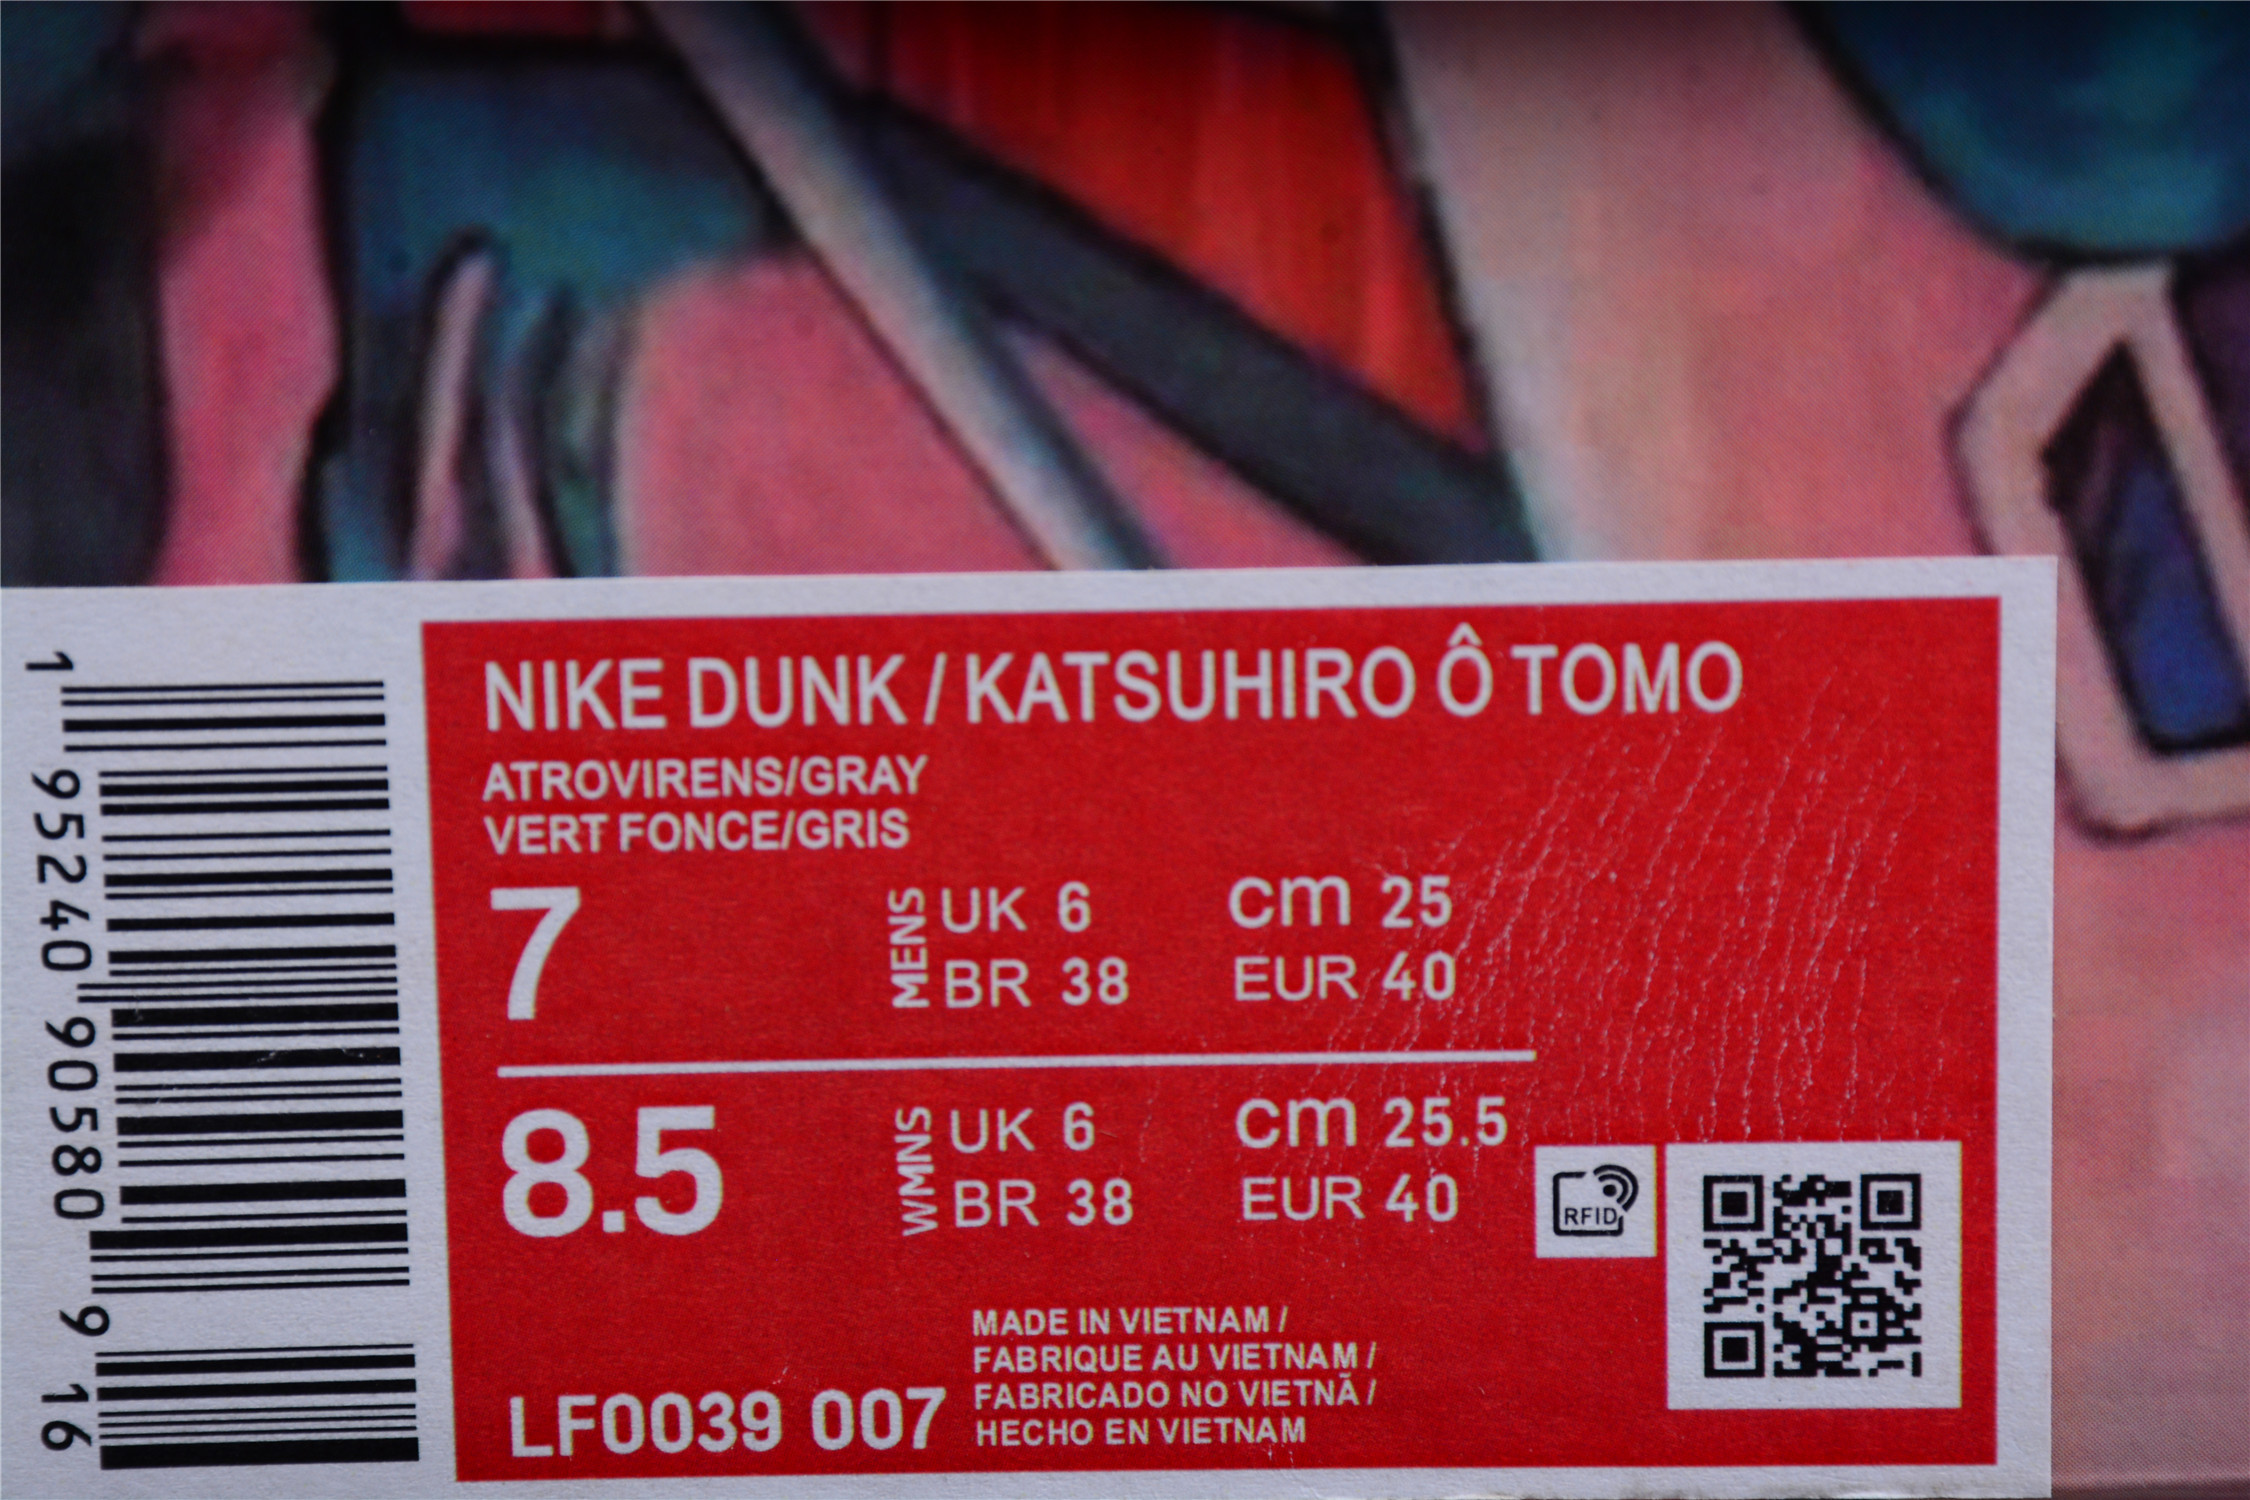 NIKE DUNK / KATSUHIRO Ô TOMO
ATROVIRENS/GRAY
VERT FONCE/GRIS
7
MENS
UK 6 cm 25
BR 38 EUR 40
8.5
WMNS
UK 6 cm 25.5
BR 38 EUR 40
RFID
MADE IN VIETNAM /
FABRIQUE AU VIETNAM /
FABRICADO NO VIETNÃ /
HECHO EN VIETNAM
LF0039 007
1 95240 90580 9 16